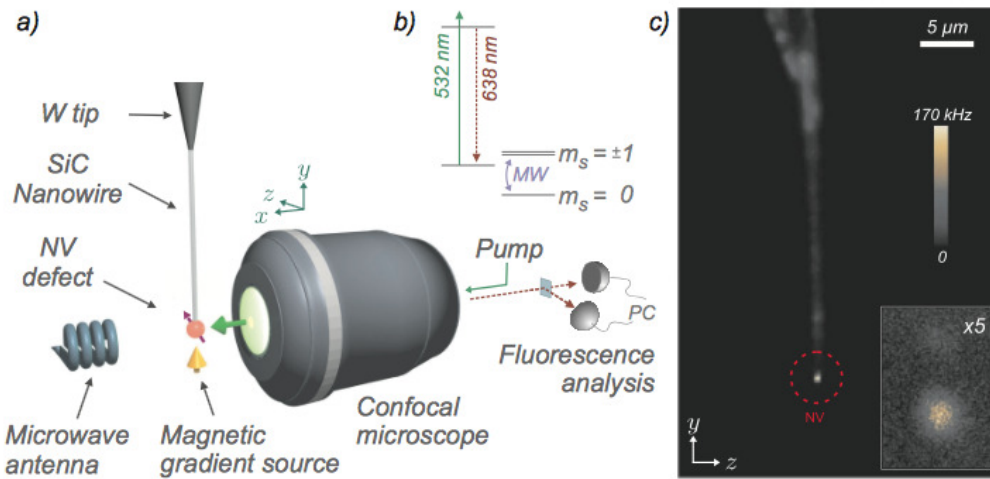 a)
W tip
SiC
Nanowire
NV
defect
Microwave
antenna
Magnetic
gradient source
y
z
x
Confocal
microscope
Pump
PC
Fluorescence
analysis
b)
532 nm
638 nm
m_s = ±1
MW
m_s = 0
c)
5 µm
170 kHz
0
NV
x5
y
z